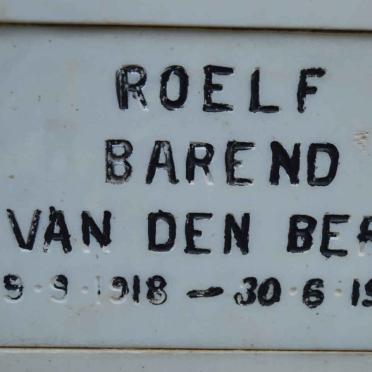 ROELF
BAREND
VAN DEN BER
9·9·1918 – 30·6·19